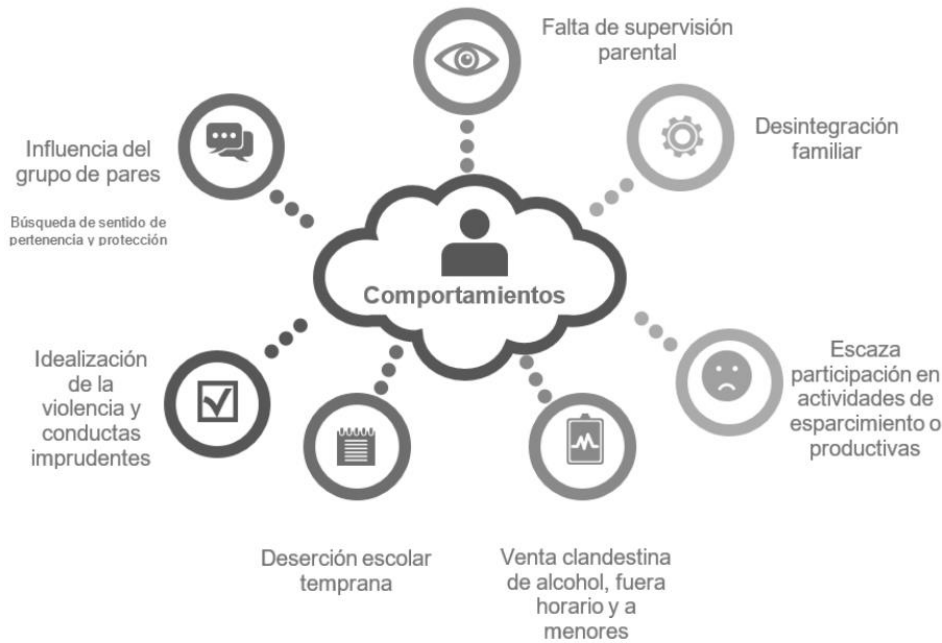 Falta de supervisión
parental
Desintegración
familiar
Influencia del
grupo de pares
Búsqueda de sentido de
pertenencia y protección
Comportamientos
Idealización
de la
violencia y
conductas
imprudentes
Escaza
participación en
actividades de
esparcimiento o
productivas
Deserción escolar
temprana
Venta clandestina
de alcohol, fuera
horario y a
menores